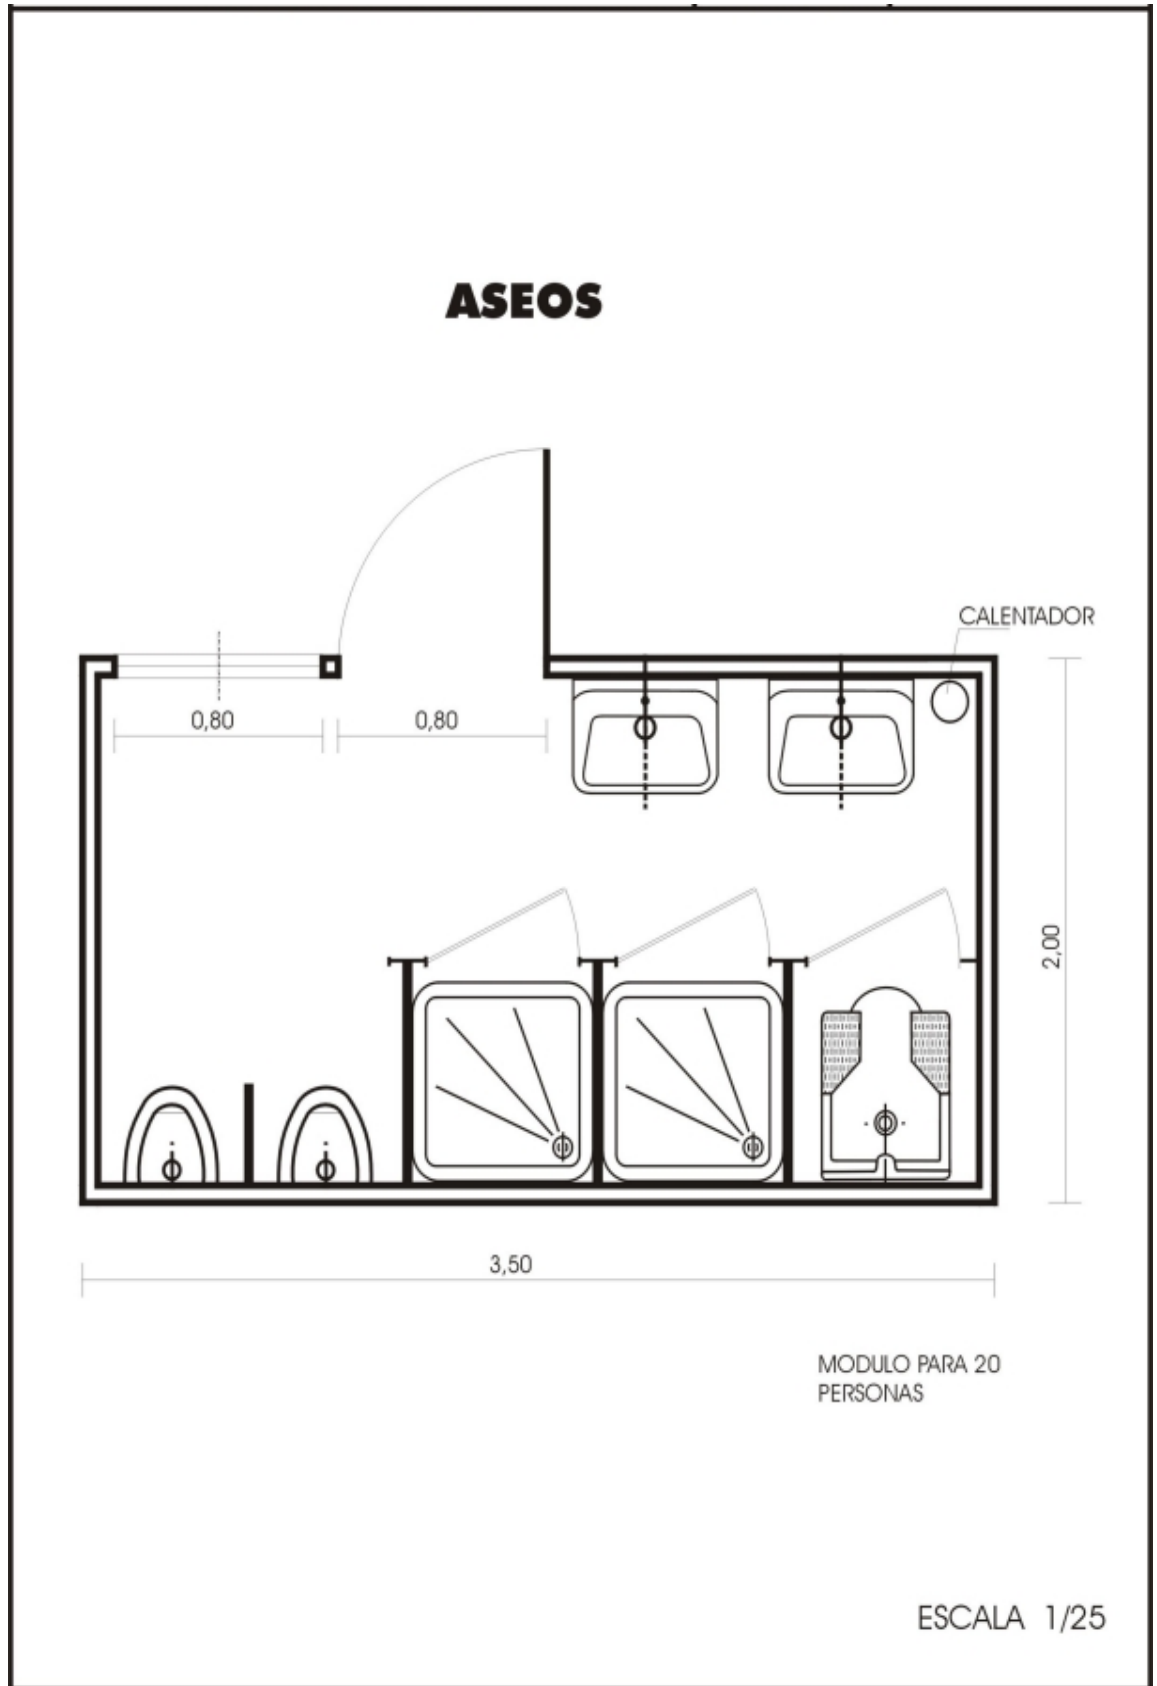 ASEOS
CALENTADOR
0,80
0,80
2,00
3,50
MODULO PARA 20
PERSONAS
ESCALA 1/25